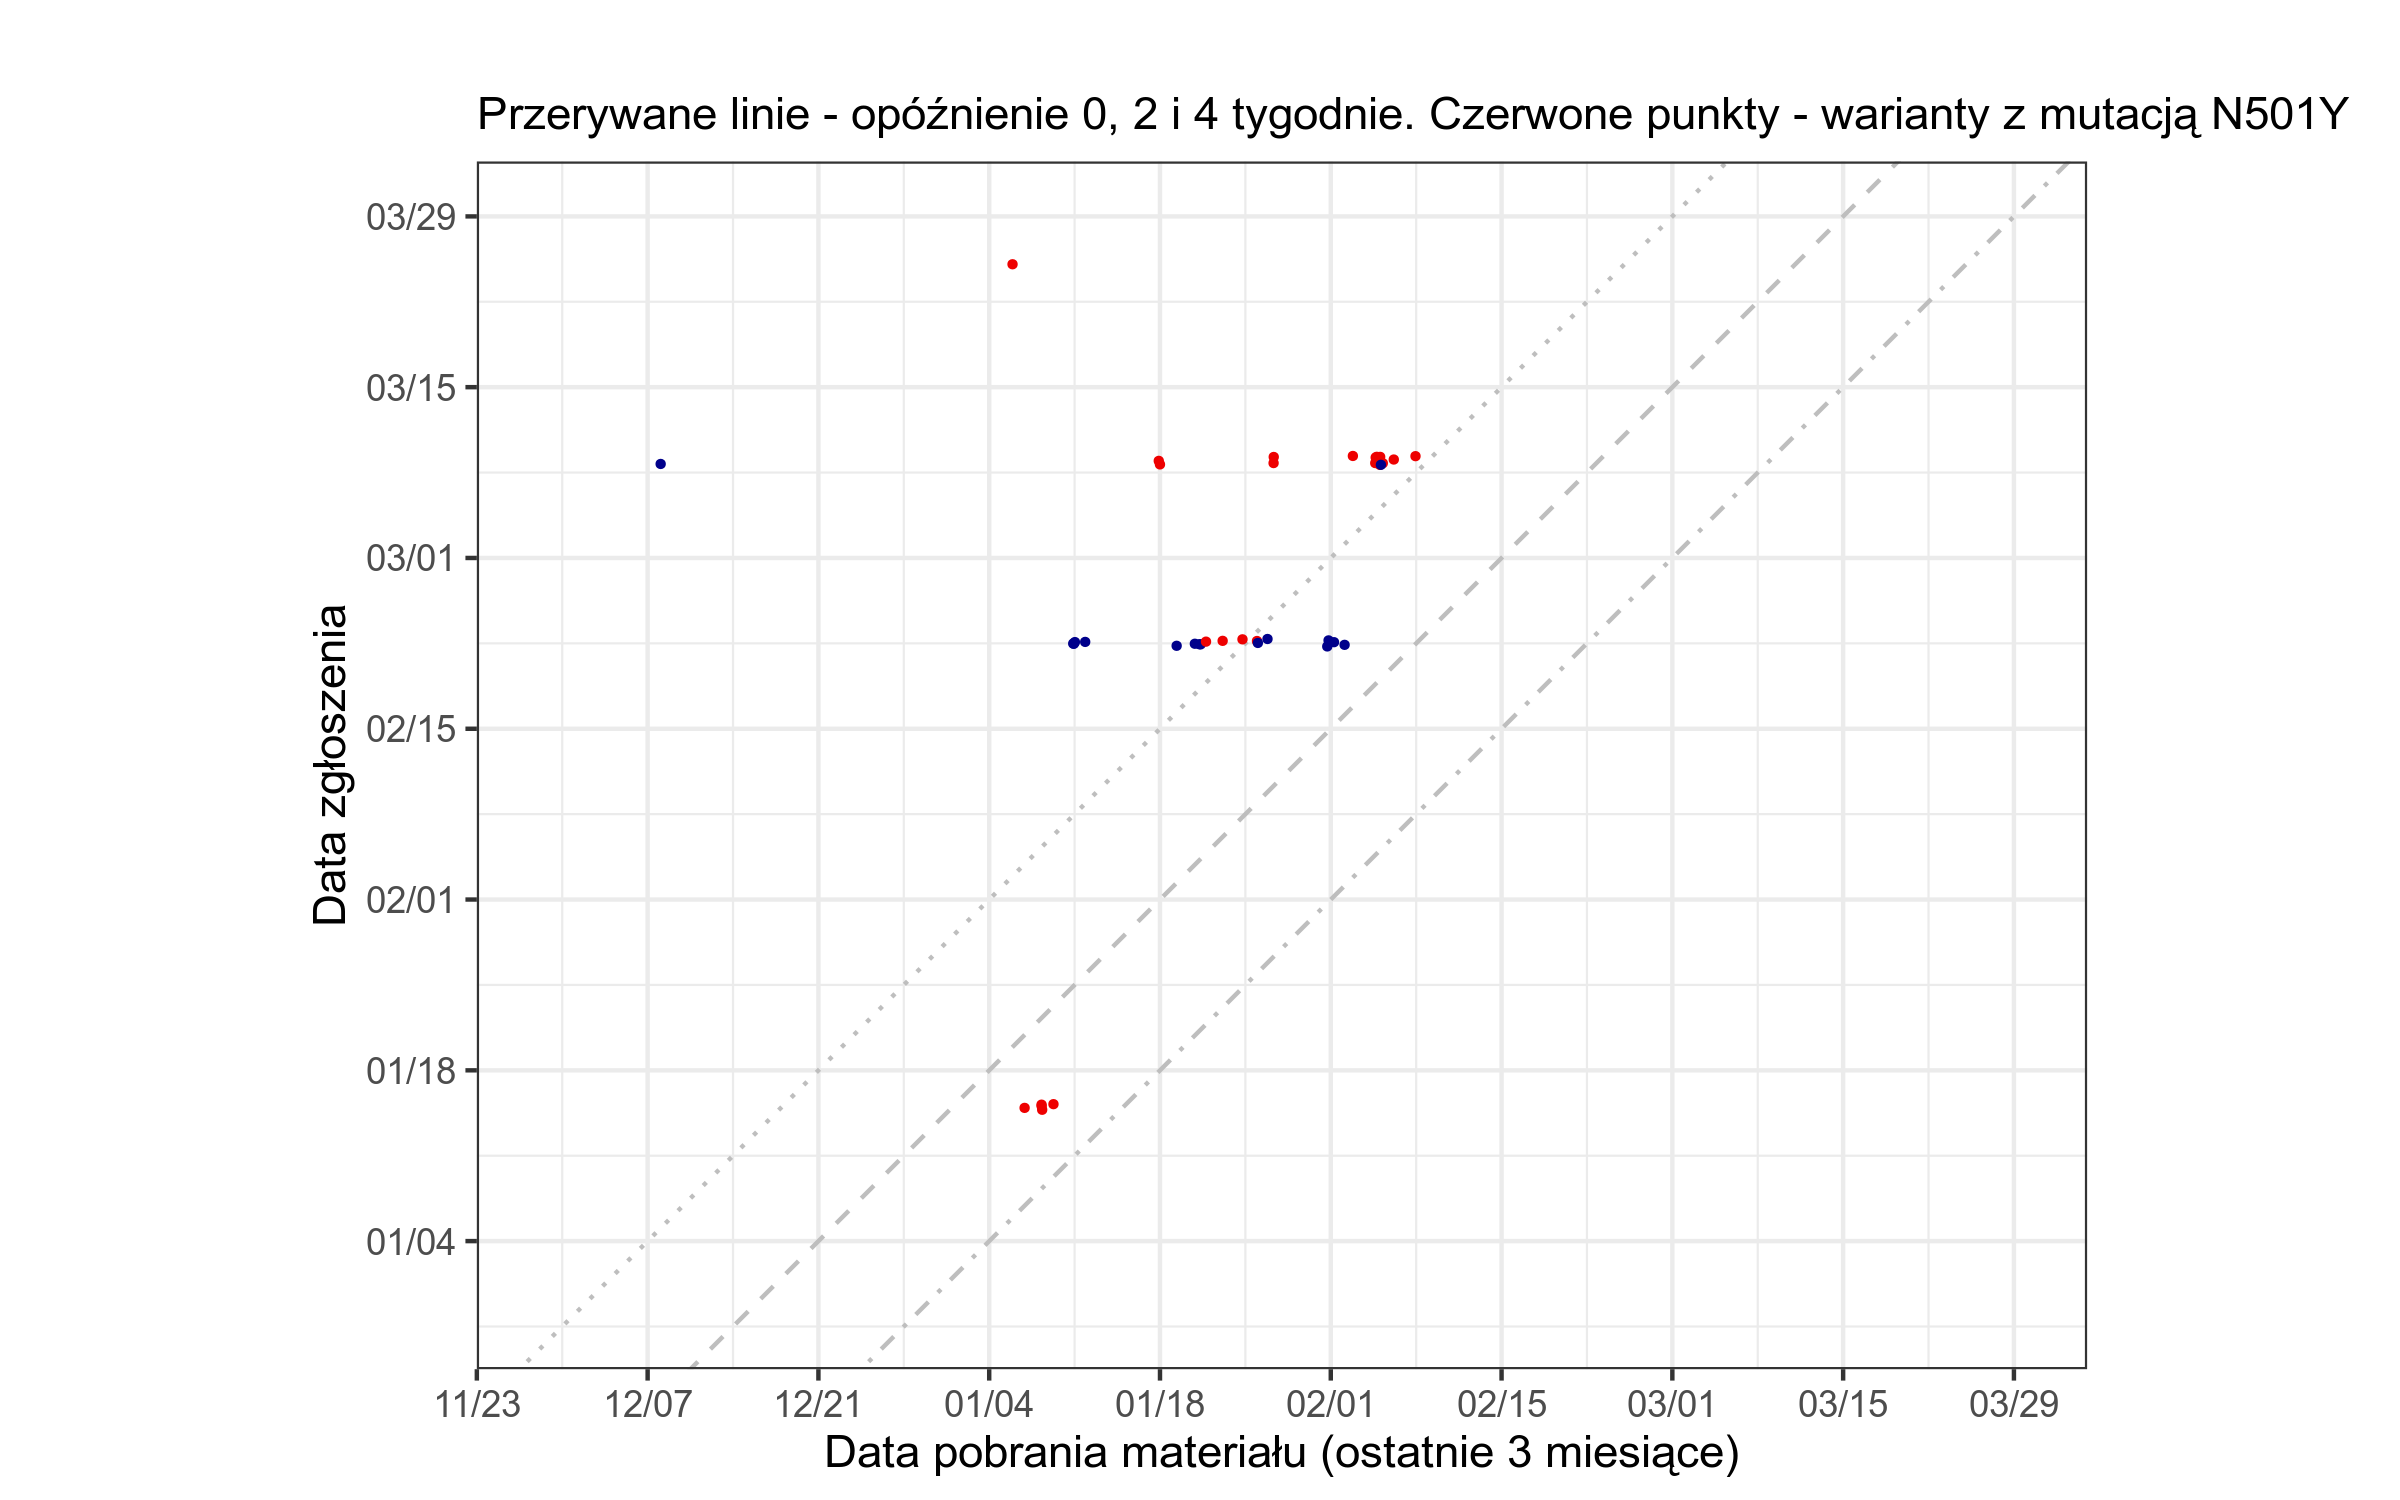 Przerywane linie - opóźnienie 0, 2 i 4 tygodnie. Czerwone punkty - warianty z mutacją N501Y
03/29
03/15
03/01
02/15
02/01
01/18
01/04
Data zgłoszenia
11/23 12/07 12/21 01/04 01/18 02/01 02/15 03/01 03/15 03/29
Data pobrania materiału (ostatnie 3 miesiące)